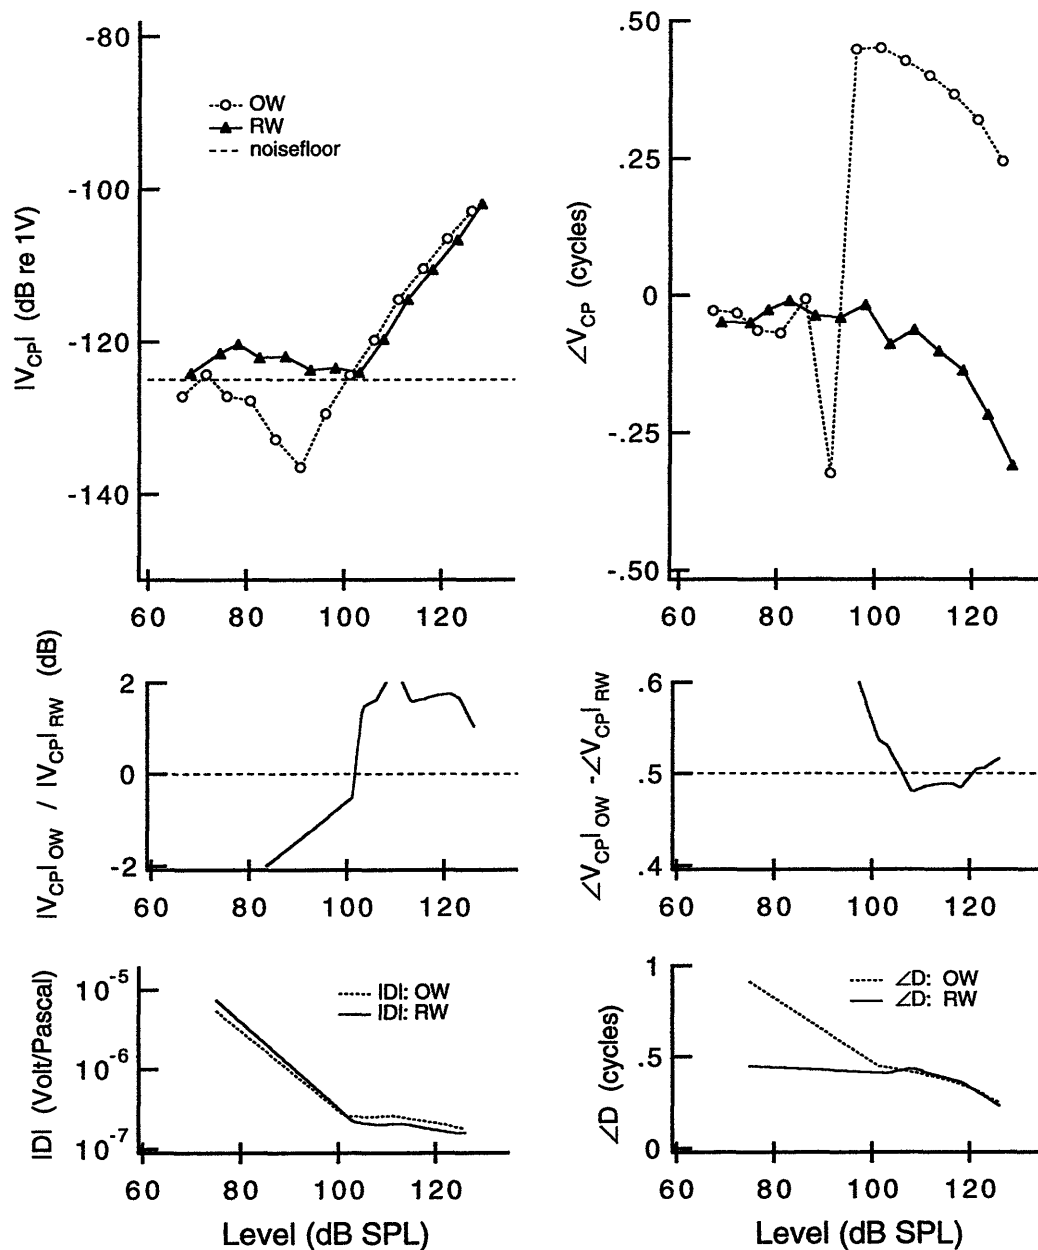 |V_CP| (dB re 1V)
-80
-100
-120
-140
OW
RW
noisefloor
60 80 100 120
∠V_CP (cycles)
.50
.25
0
-.25
-.50
60 80 100 120
|V_CP|_OW / |V_CP|_RW (dB)
2
0
-2
60 80 100 120
∠V_CP|_OW -∠V_CP|_RW
.6
.5
.4
60 80 100 120
|D| (Volt/Pascal)
10^-5
10^-6
10^-7
|D|: OW
|D|: RW
60 80 100 120
Level (dB SPL)
∠D (cycles)
1
.5
0
∠D: OW
∠D: RW
60 80 100 120
Level (dB SPL)